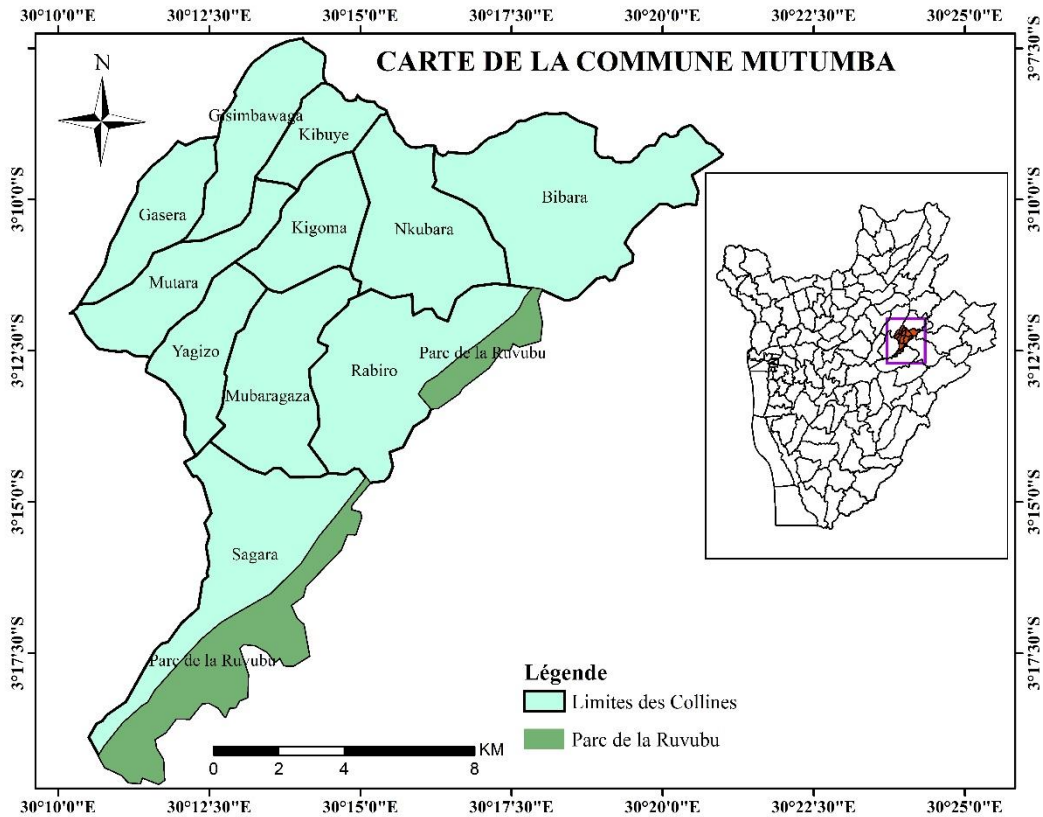 30°10'0"E 30°12'30"E 30°15'0"E 30°17'30"E 30°20'0"E 30°22'30"E 30°25'0"E
CARTE DE LA COMMUNE MUTUMBA
N
3°7'30"S
3°7'30"S
Gisimbawaga
Kibuye
Bibara
3°10'0"S
3°10'0"S
Gasera
Kigoma
Nkubara
Mutara
Yagizo
Parc de la Ruvubu
3°12'30"S
3°12'30"S
Rabiro
Mubaragaza
3°15'0"S
3°15'0"S
Sagara
3°17'30"S
3°17'30"S
Parc de la Ruvubu
Légende
Limites des Collines
Parc de la Ruvubu
KM
0 2 4 8
30°10'0"E 30°12'30"E 30°15'0"E 30°17'30"E 30°20'0"E 30°22'30"E 30°25'0"E